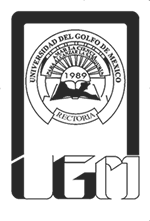 UNIVERSIDAD DEL GOLFO DE MEXICO
1989
RECTORIA
UGM